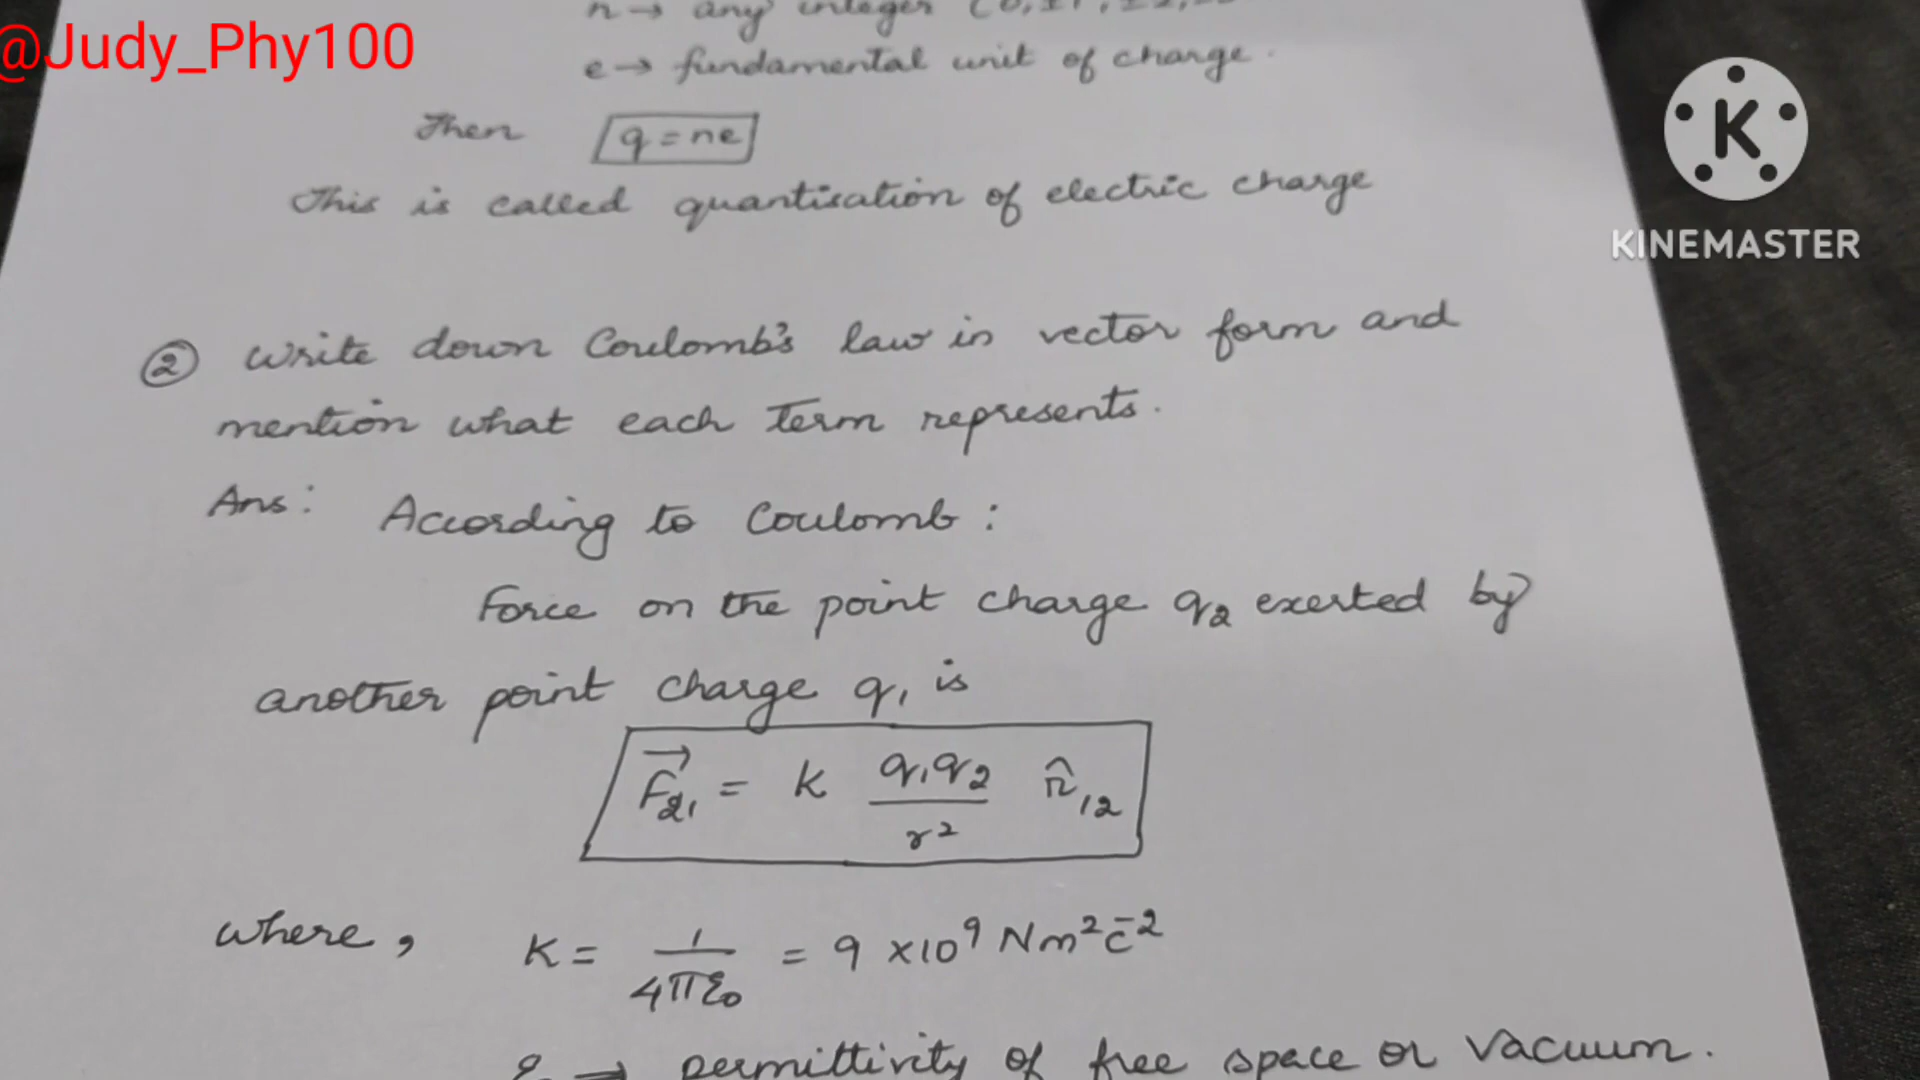 n → any integer (0, ±1, ±2,
@Judy_Phy100
e → fundamental unit of charge.
Then q = ne
This is called quantisation of electric charge
KINEMASTER
② Write down Coulomb's law in vector form and
mention what each term represents.
Ans: According to Coulomb:
Force on the point charge q₂ exerted by
another point charge q₁ is
F⃗₂₁ = k q₁q₂ / r² r̂₁₂
where, K = 1 / 4πε₀ = 9 ×10⁹ Nm²C⁻²
→ permittivity of free space or vacuum.